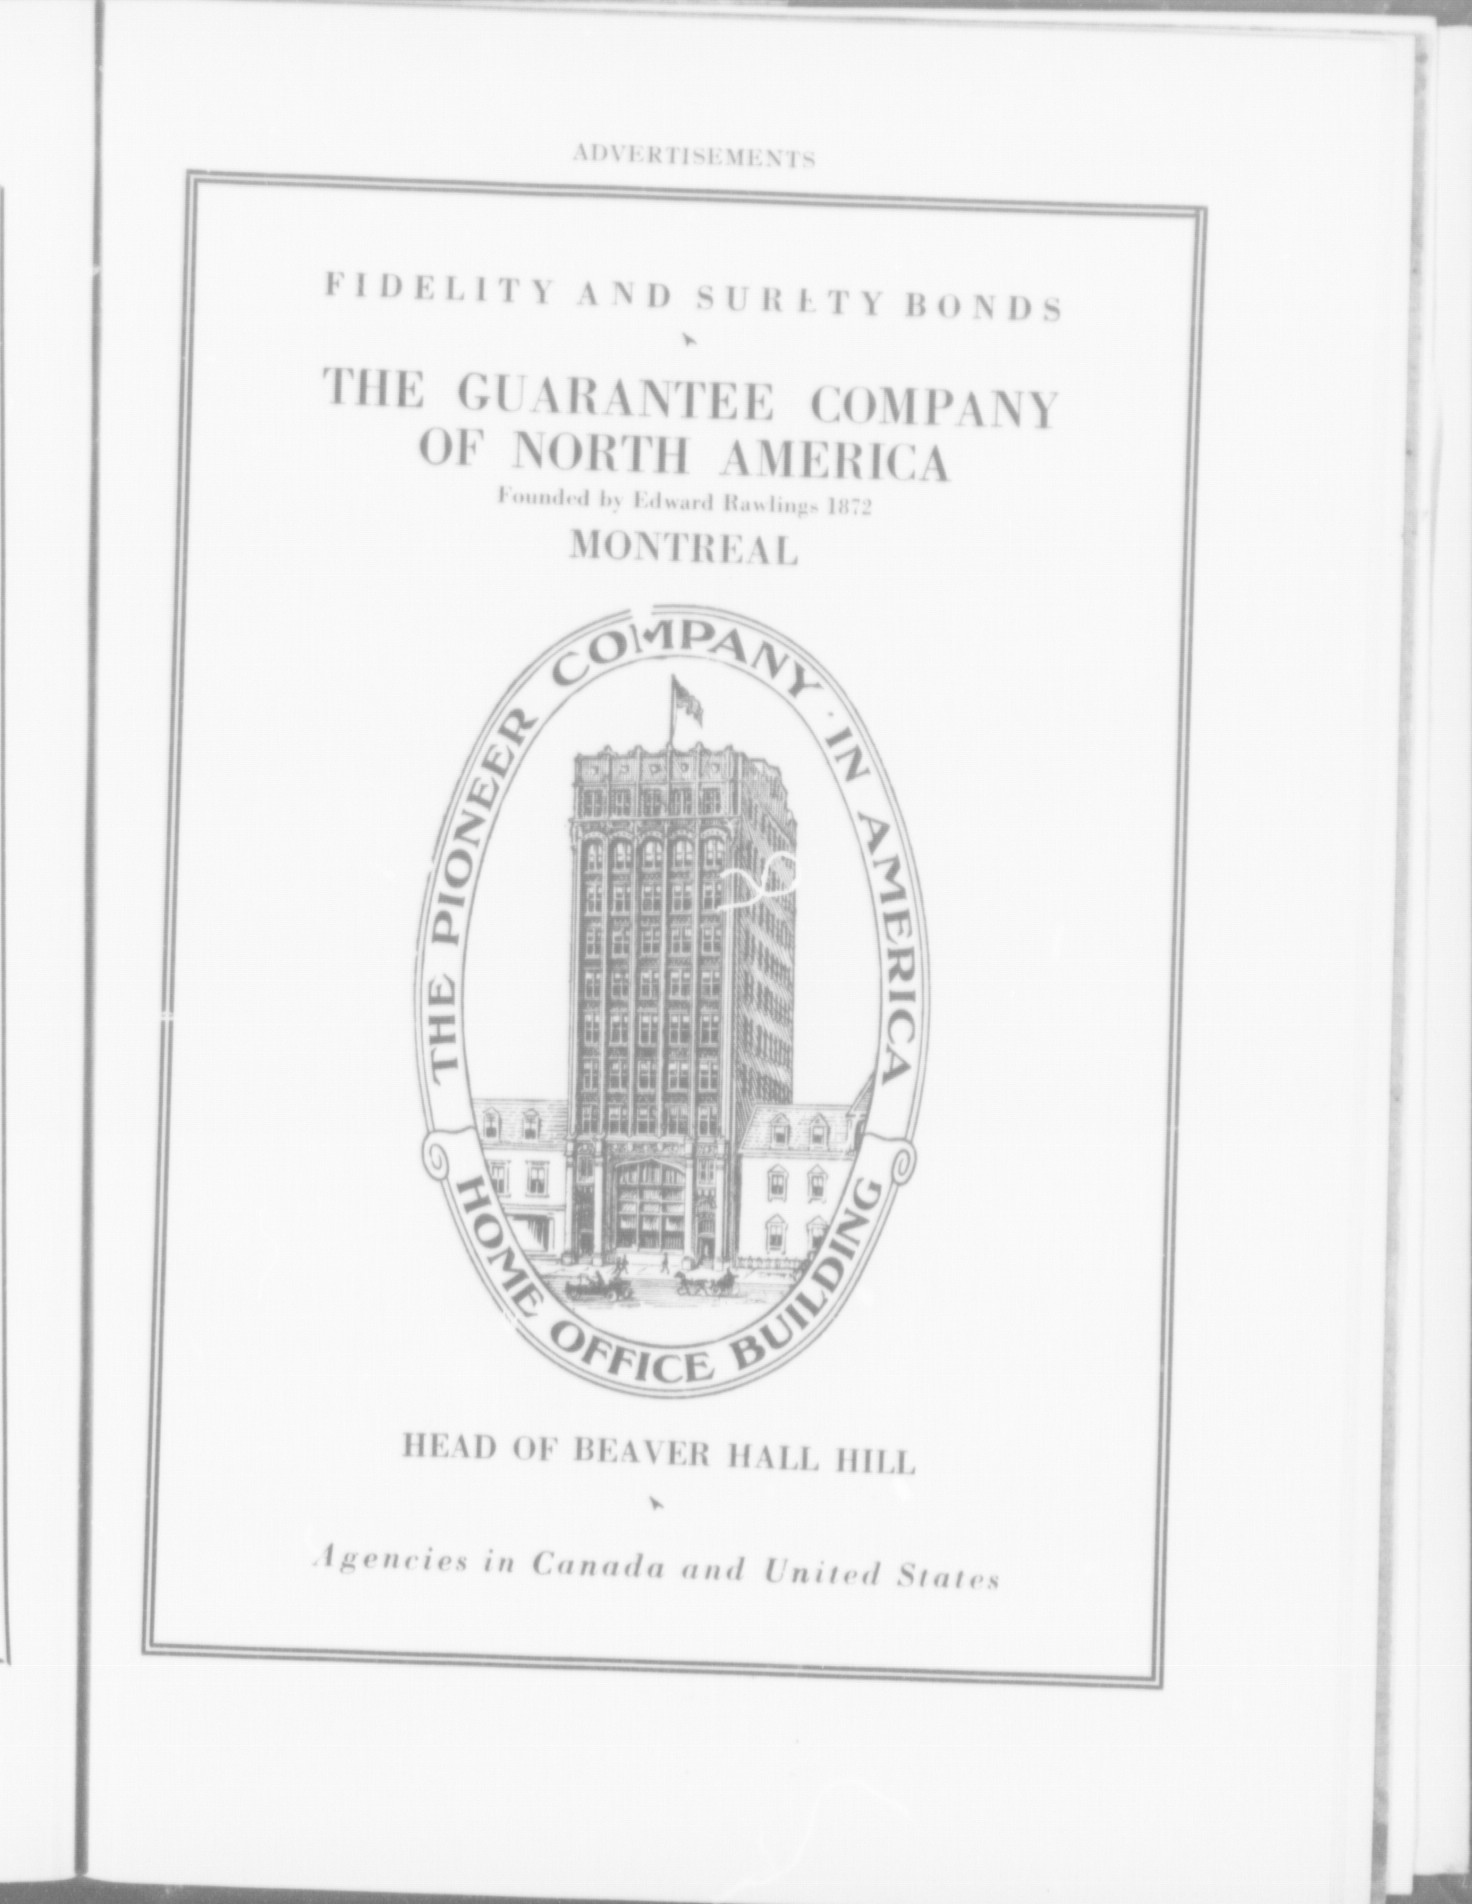 ADVERTISEMENTS
FIDELITY AND SURETY BONDS
THE GUARANTEE COMPANY
OF NORTH AMERICA
Founded by Edward Rawlings 1872
MONTREAL
THE PIONEER COMPANY · IN AMERICA
HOME OFFICE BUILDING
HEAD OF BEAVER HALL HILL
Agencies in Canada and United States